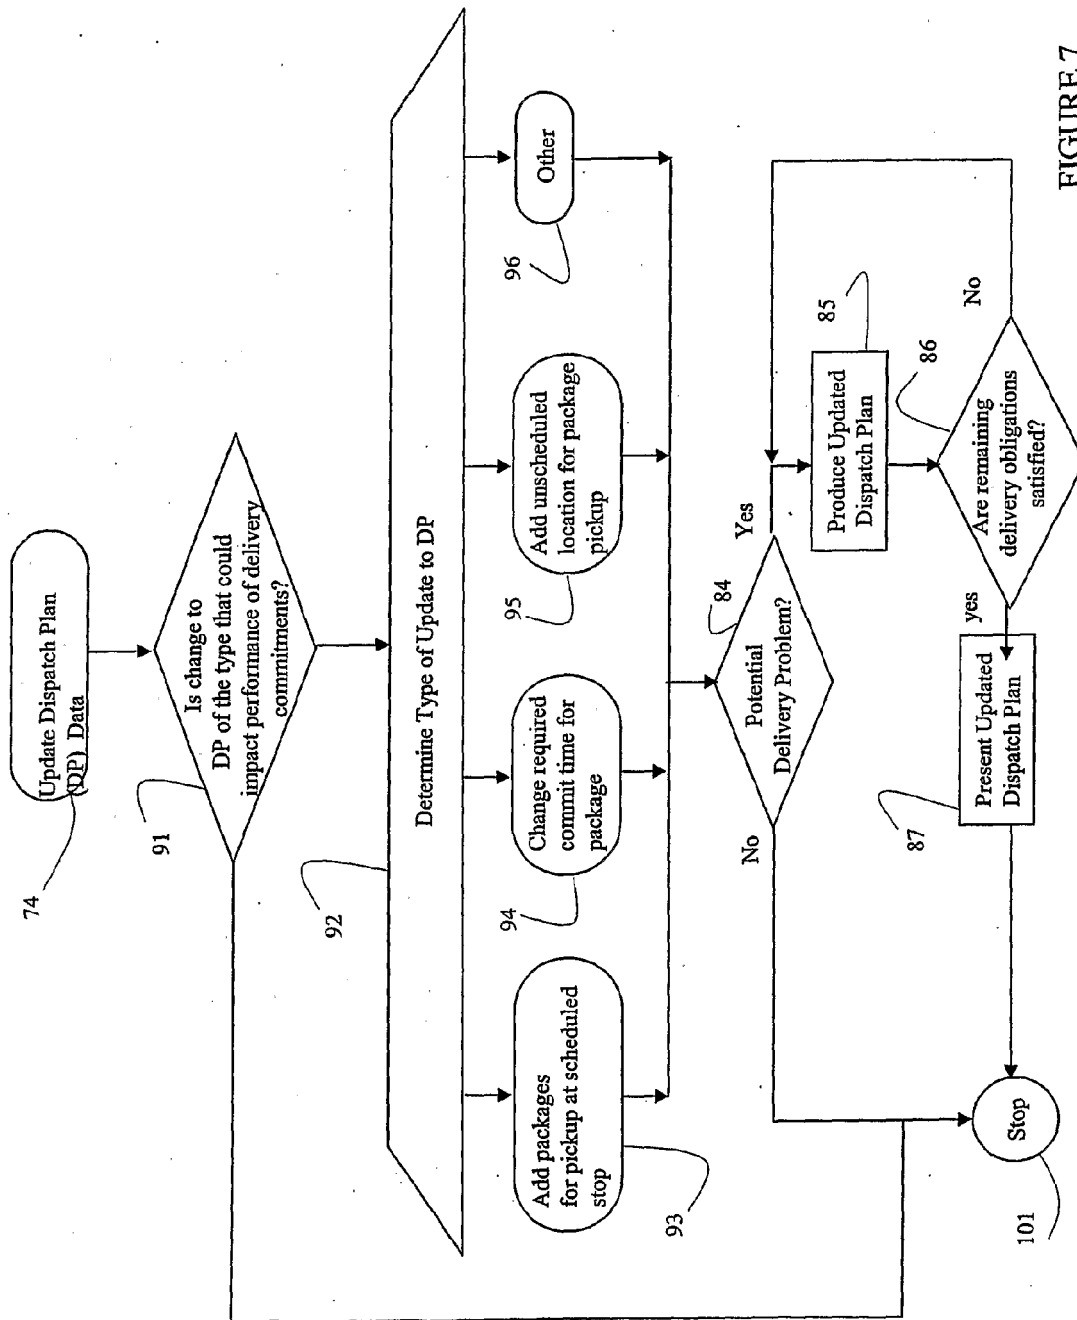 74
Update Dispatch Plan
(DP) Data
91
Is change to
DP of the type that could
impact performance of delivery
commitments?
92
Determine Type of Update to DP
Add packages
for pickup at scheduled
stop
93
Change required
commit time for
package
94
Add unscheduled
location for package
pickup
95
Other
96
Potential
Delivery Problem?
84
No
Yes
Produce Updated
Dispatch Plan
85
Are remaining
delivery obligations
satisfied?
86
No
yes
Present Updated
Dispatch Plan
87
Stop
101
FIGURE 7